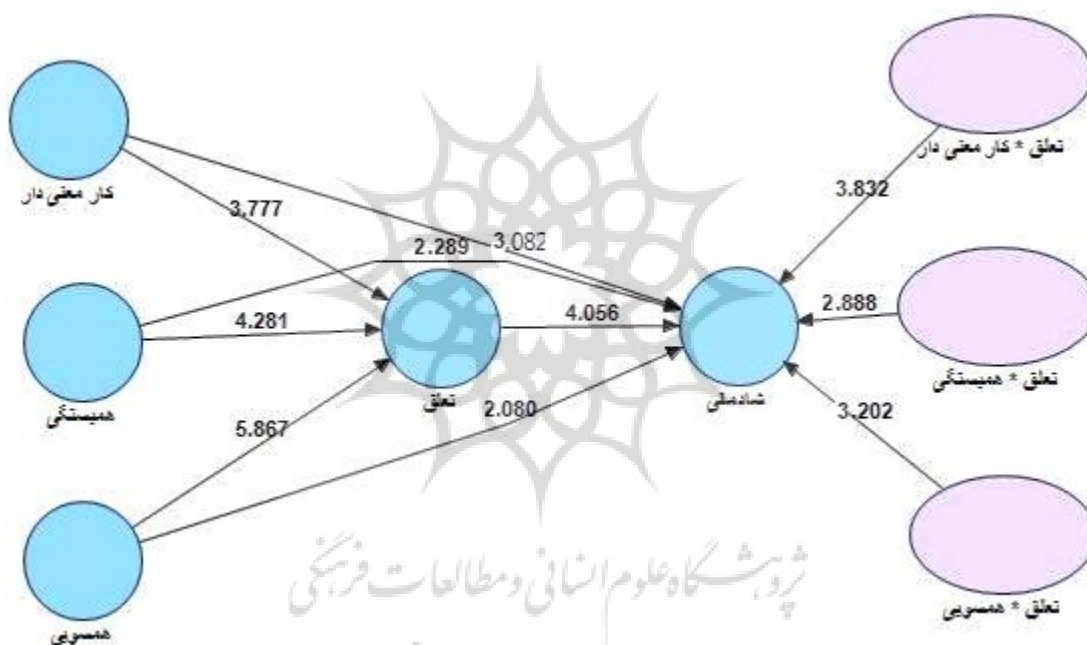 تعلق * کار معنی دار
کار معنی دار
3.832
3.777
2.289
3.082
2.888
4.281
4.056
تعلق * همبستگی
تعلق
شادمانی
همبستگی
3.202
2.080
5.867
پژوهشگاه علوم انسانی و مطالعات فرهنگی
تعلق * همسویی
همسویی